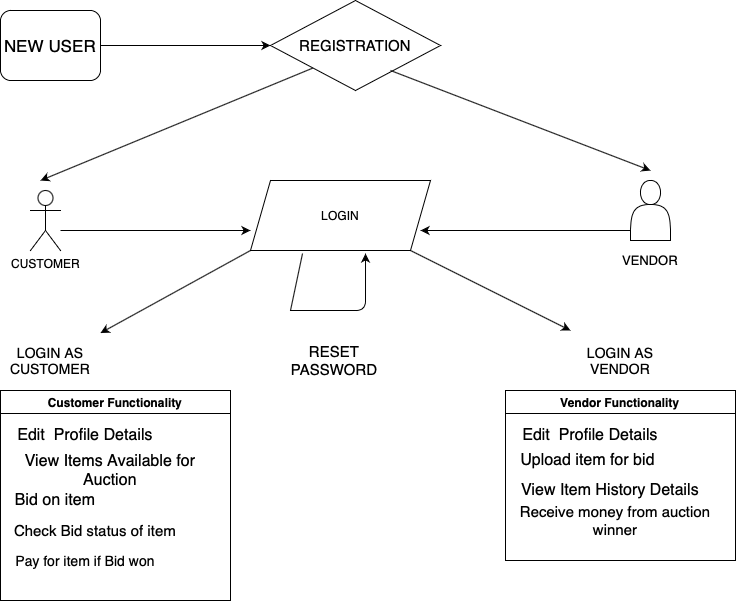 NEW USER
REGISTRATION
LOGIN
CUSTOMER
VENDOR
RESET
PASSWORD
LOGIN AS
CUSTOMER
LOGIN AS
VENDOR
Customer Functionality
Edit  Profile Details
View Items Available for
Auction
Bid on item
Check Bid status of item
Pay for item if Bid won
Vendor Functionality
Edit  Profile Details
Upload item for bid
View Item History Details
Receive money from auction
winner